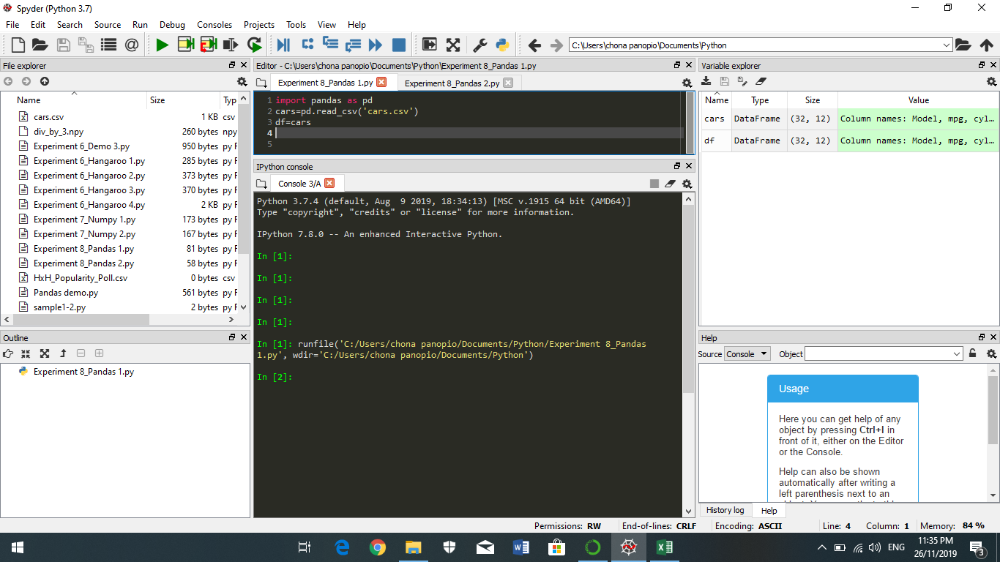 Spyder (Python 3.7)
File Edit Search Source Run Debug Consoles Projects Tools View Help
C:\Users\chona panopio\Documents\Python
File explorer
Name Size Typ
cars.csv 1 KB csv
div_by_3.npy 260 bytes npy
Experiment 6_Demo 3.py 950 bytes py F
Experiment 6_Hangaroo 1.py 285 bytes py F
Experiment 6_Hangaroo 2.py 373 bytes py F
Experiment 6_Hangaroo 3.py 370 bytes py F
Experiment 6_Hangaroo 4.py 2 KB py F
Experiment 7_Numpy 1.py 173 bytes py F
Experiment 7_Numpy 2.py 167 bytes py F
Experiment 8_Pandas 1.py 81 bytes py F
Experiment 8_Pandas 2.py 58 bytes py F
HxH_Popularity_Poll.csv 0 bytes csv
Pandas demo.py 561 bytes py F
sample1-2.py 2 bytes py F
Outline
Experiment 8_Pandas 1.py
Editor - C:\Users\chona panopio\Documents\Python\Experiment 8_Pandas 1.py
Experiment 8_Pandas 1.py Experiment 8_Pandas 2.py
1 import pandas as pd
2 cars=pd.read_csv('cars.csv')
3 df=cars
4
5
IPython console
Console 3/A
Python 3.7.4 (default, Aug  9 2019, 18:34:13) [MSC v.1915 64 bit (AMD64)]
Type "copyright", "credits" or "license" for more information.
IPython 7.8.0 -- An enhanced Interactive Python.
In [1]:
In [1]:
In [1]:
In [1]:
In [1]: runfile('C:/Users/chona panopio/Documents/Python/Experiment 8_Pandas
1.py', wdir='C:/Users/chona panopio/Documents/Python')
In [2]:
Variable explorer
Name Type Size Value
cars DataFrame (32, 12) Column names: Model, mpg, cyl…
df DataFrame (32, 12) Column names: Model, mpg, cyl…
Help
Source Console Object
Usage
Here you can get help of any
object by pressing Ctrl+I in
front of it, either on the Editor
or the Console.
Help can also be shown
automatically after writing a
left parenthesis next to an
History log Help
Permissions: RW End-of-lines: CRLF Encoding: ASCII Line: 4 Column: 1 Memory: 84 %
ENG 11:35 PM
26/11/2019 3